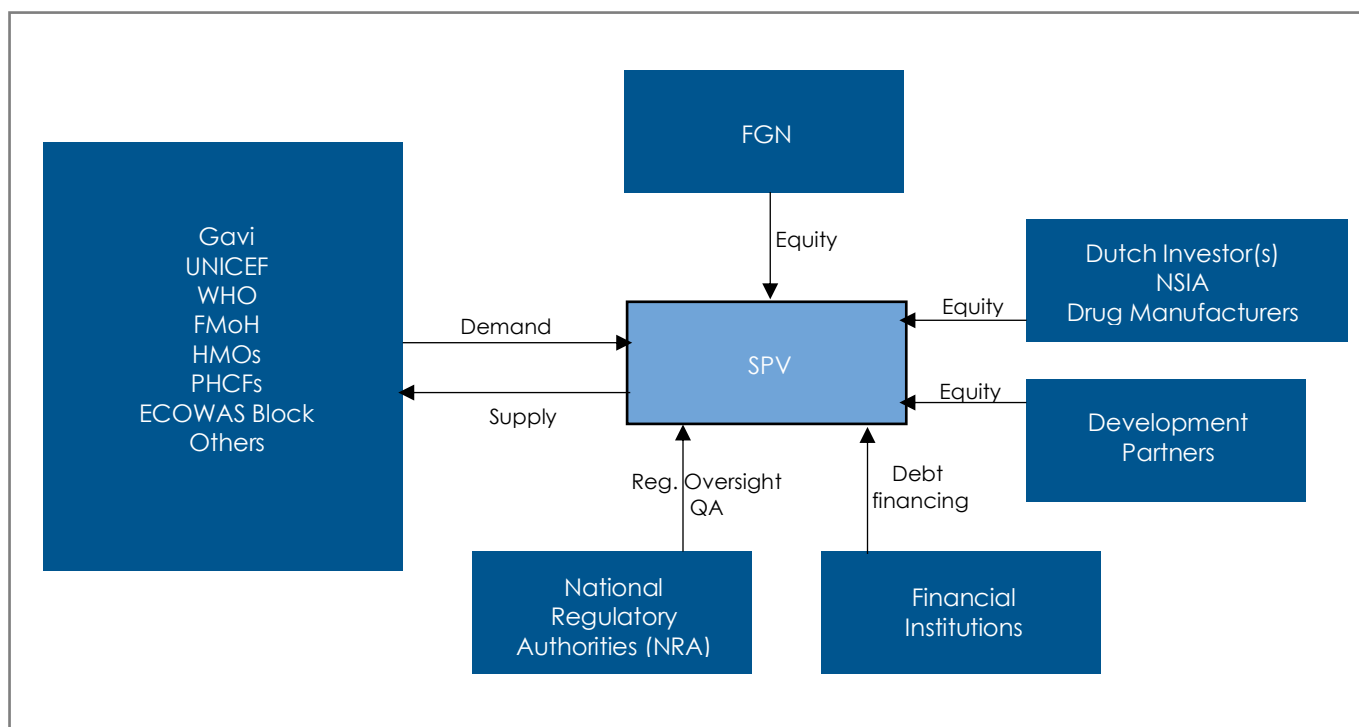 FGN
Equity
Gavi
UNICEF
WHO
FMoH
HMOs
PHCFs
ECOWAS Block
Others
Demand
Supply
SPV
Equity
Dutch Investor(s)
NSIA
Drug Manufacturers
Equity
Development
Partners
Reg. Oversight
QA
Debt
financing
National
Regulatory
Authorities (NRA)
Financial
Institutions